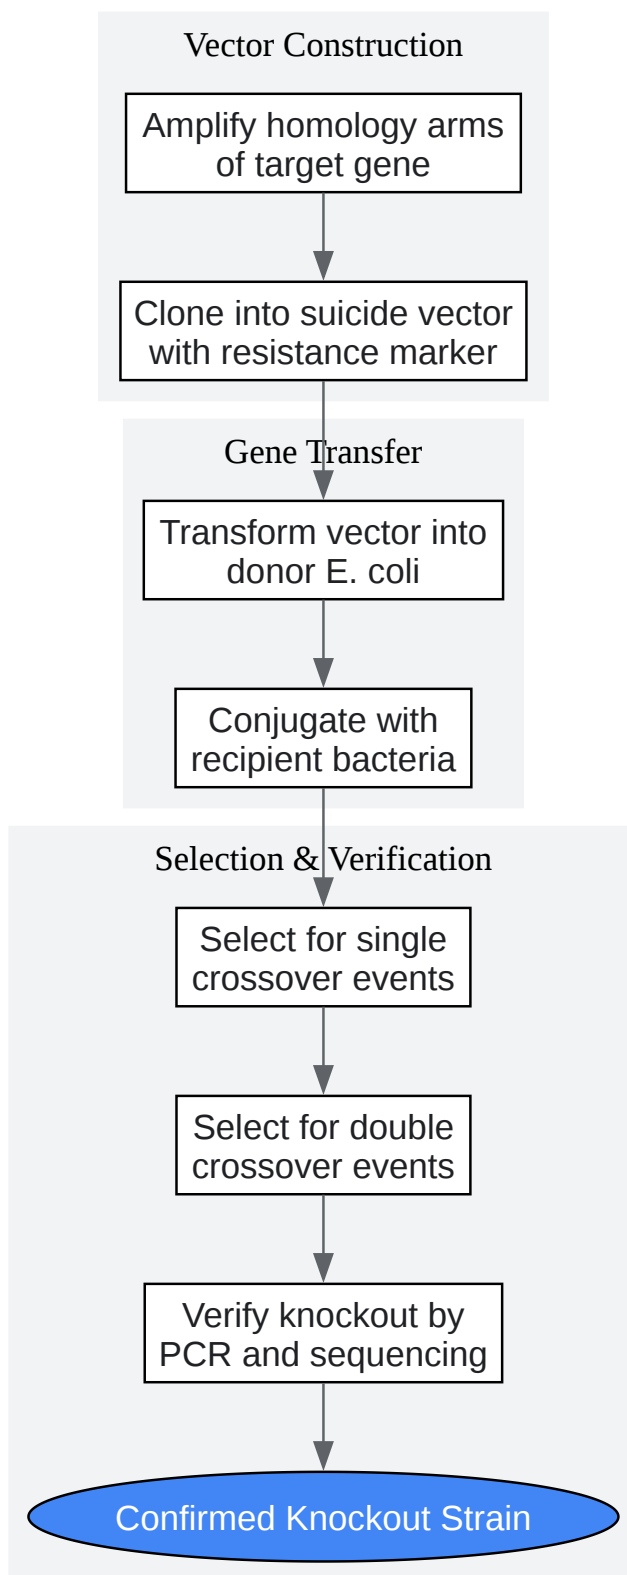 Vector Construction
Amplify homology arms
of target gene
Clone into suicide vector
with resistance marker
Gene Transfer
Transform vector into
donor E. coli
Conjugate with
recipient bacteria
Selection & Verification
Select for single
crossover events
Select for double
crossover events
Verify knockout by
PCR and sequencing
Confirmed Knockout Strain